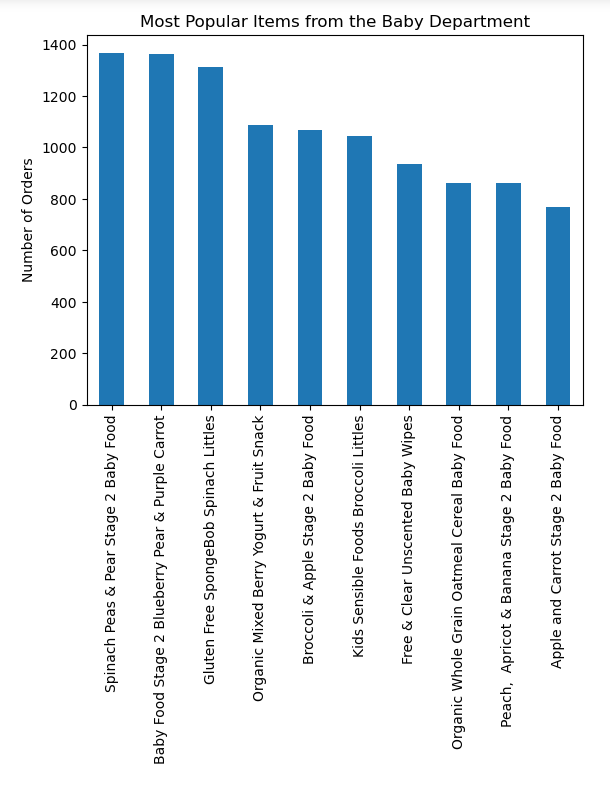 Most Popular Items from the Baby Department
Number of Orders
1400
1200
1000
800
600
400
200
0
Spinach Peas & Pear Stage 2 Baby Food
Baby Food Stage 2 Blueberry Pear & Purple Carrot
Gluten Free SpongeBob Spinach Littles
Organic Mixed Berry Yogurt & Fruit Snack
Broccoli & Apple Stage 2 Baby Food
Kids Sensible Foods Broccoli Littles
Free & Clear Unscented Baby Wipes
Organic Whole Grain Oatmeal Cereal Baby Food
Peach,  Apricot & Banana Stage 2 Baby Food
Apple and Carrot Stage 2 Baby Food